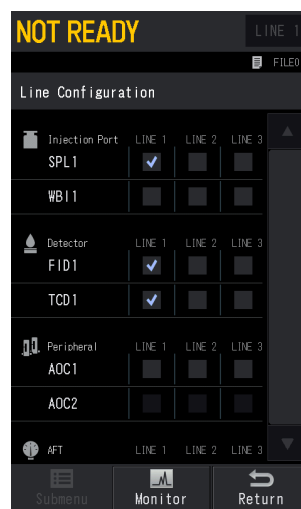 NOT READY LINE 1
FILE0
Line Configuration
Injection Port LINE 1 LINE 2 LINE 3
SPL1
WBI1
Detector LINE 1 LINE 2 LINE 3
FID1
TCD1
Peripheral LINE 1 LINE 2 LINE 3
AOC1
AOC2
AFT LINE 1 LINE 2 LINE 3
Submenu Monitor Return